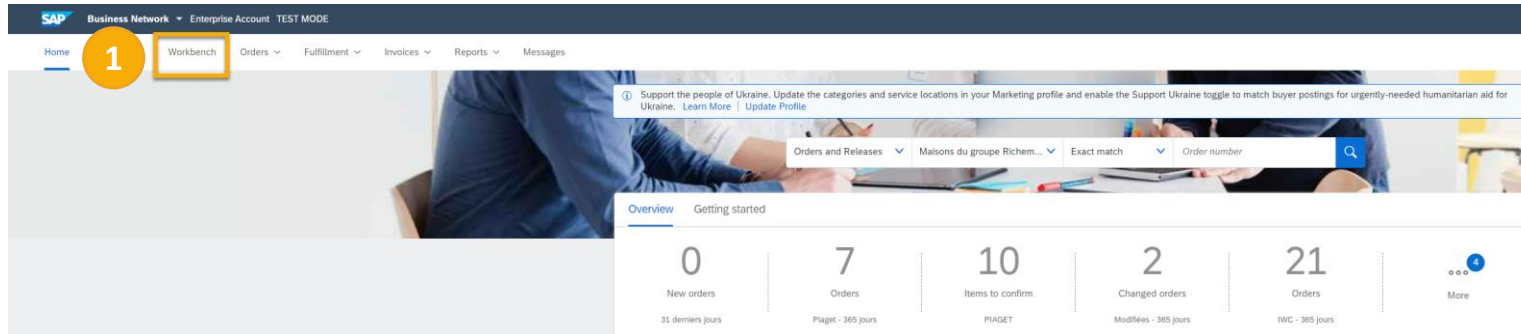 SAP Business Network Enterprise Account TEST MODE
Home 1 Workbench Orders Fulfillment Invoices Reports Messages
Support the people of Ukraine. Update the categories and service locations in your Marketing profile and enable the Support Ukraine toggle to match buyer postings for urgently-needed humanitarian aid for
Ukraine. Learn More | Update Profile
Orders and Releases Maisons du groupe Richem... Exact match Order number
Overview Getting started
0 7 10 2 21 4
New orders Orders Items to confirm Changed orders Orders More
31 derniers jours Piaget - 365 jours PIAGET Modifiées - 365 jours IWC - 365 jours